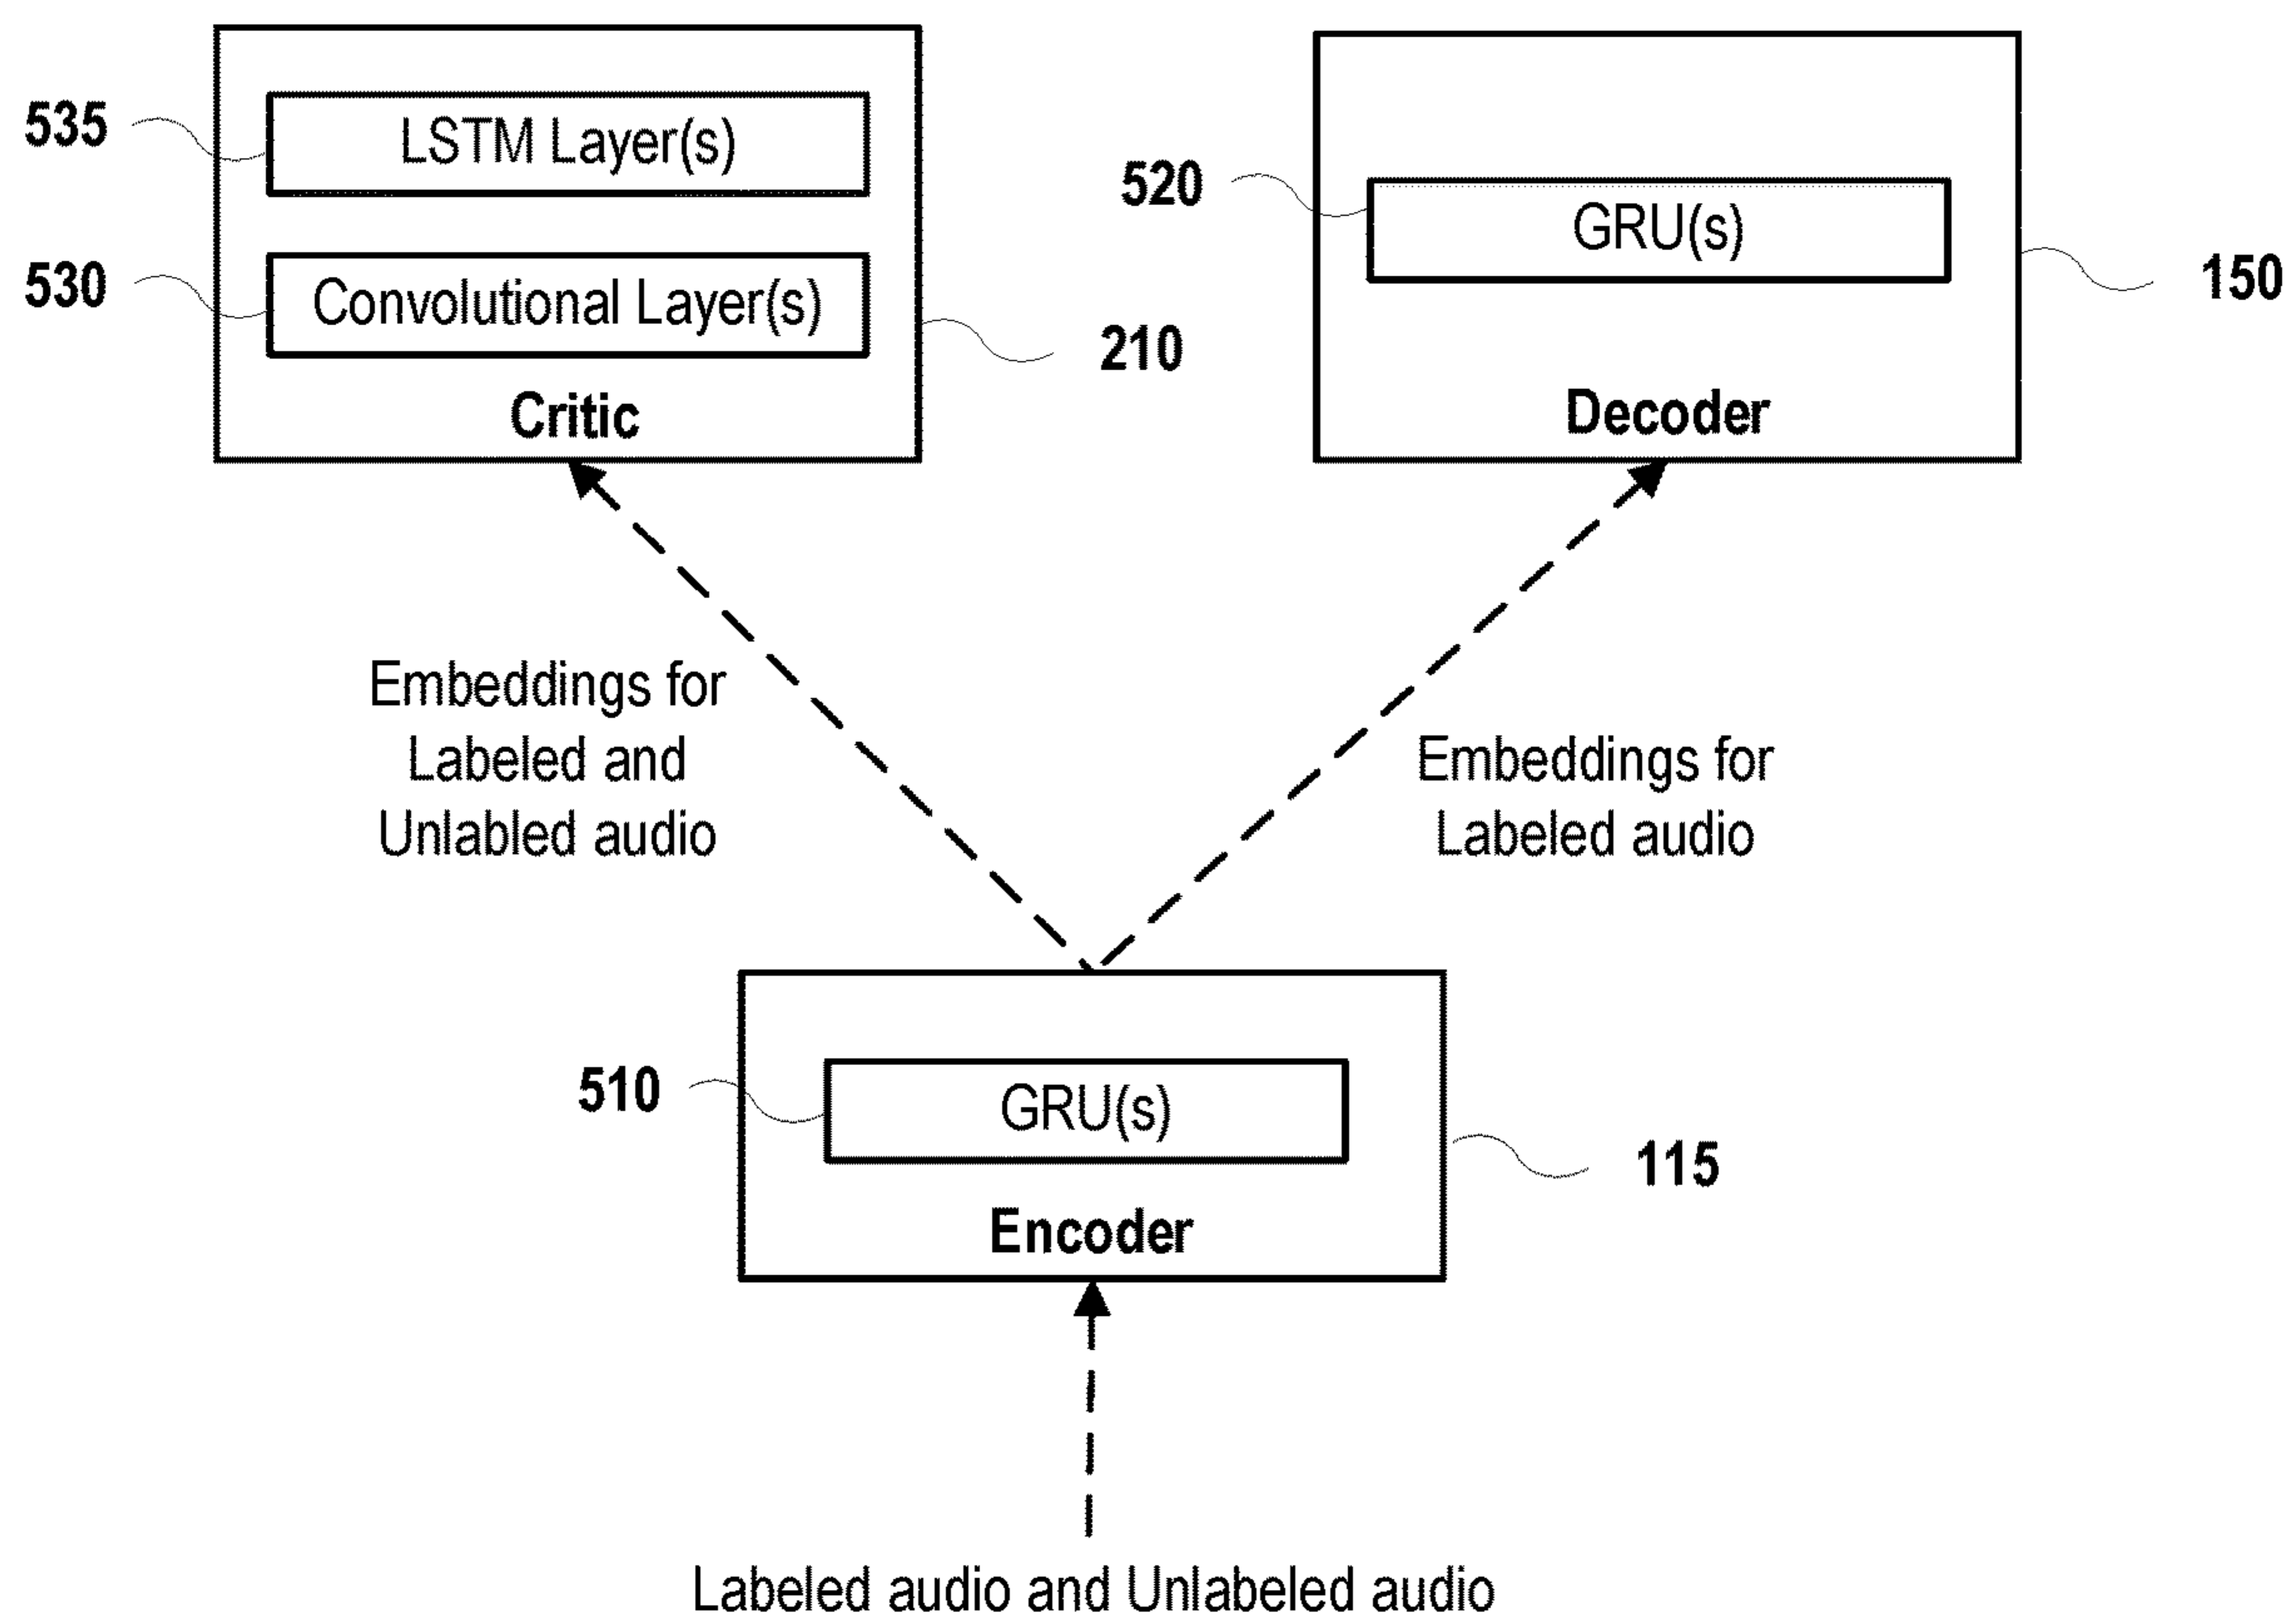 535
LSTM Layer(s)
530
Convolutional Layer(s)
210
Critic
520
GRU(s)
150
Decoder
Embeddings for
Labeled and
Unlabled audio
Embeddings for
Labeled audio
510
GRU(s)
115
Encoder
Labeled audio and Unlabeled audio